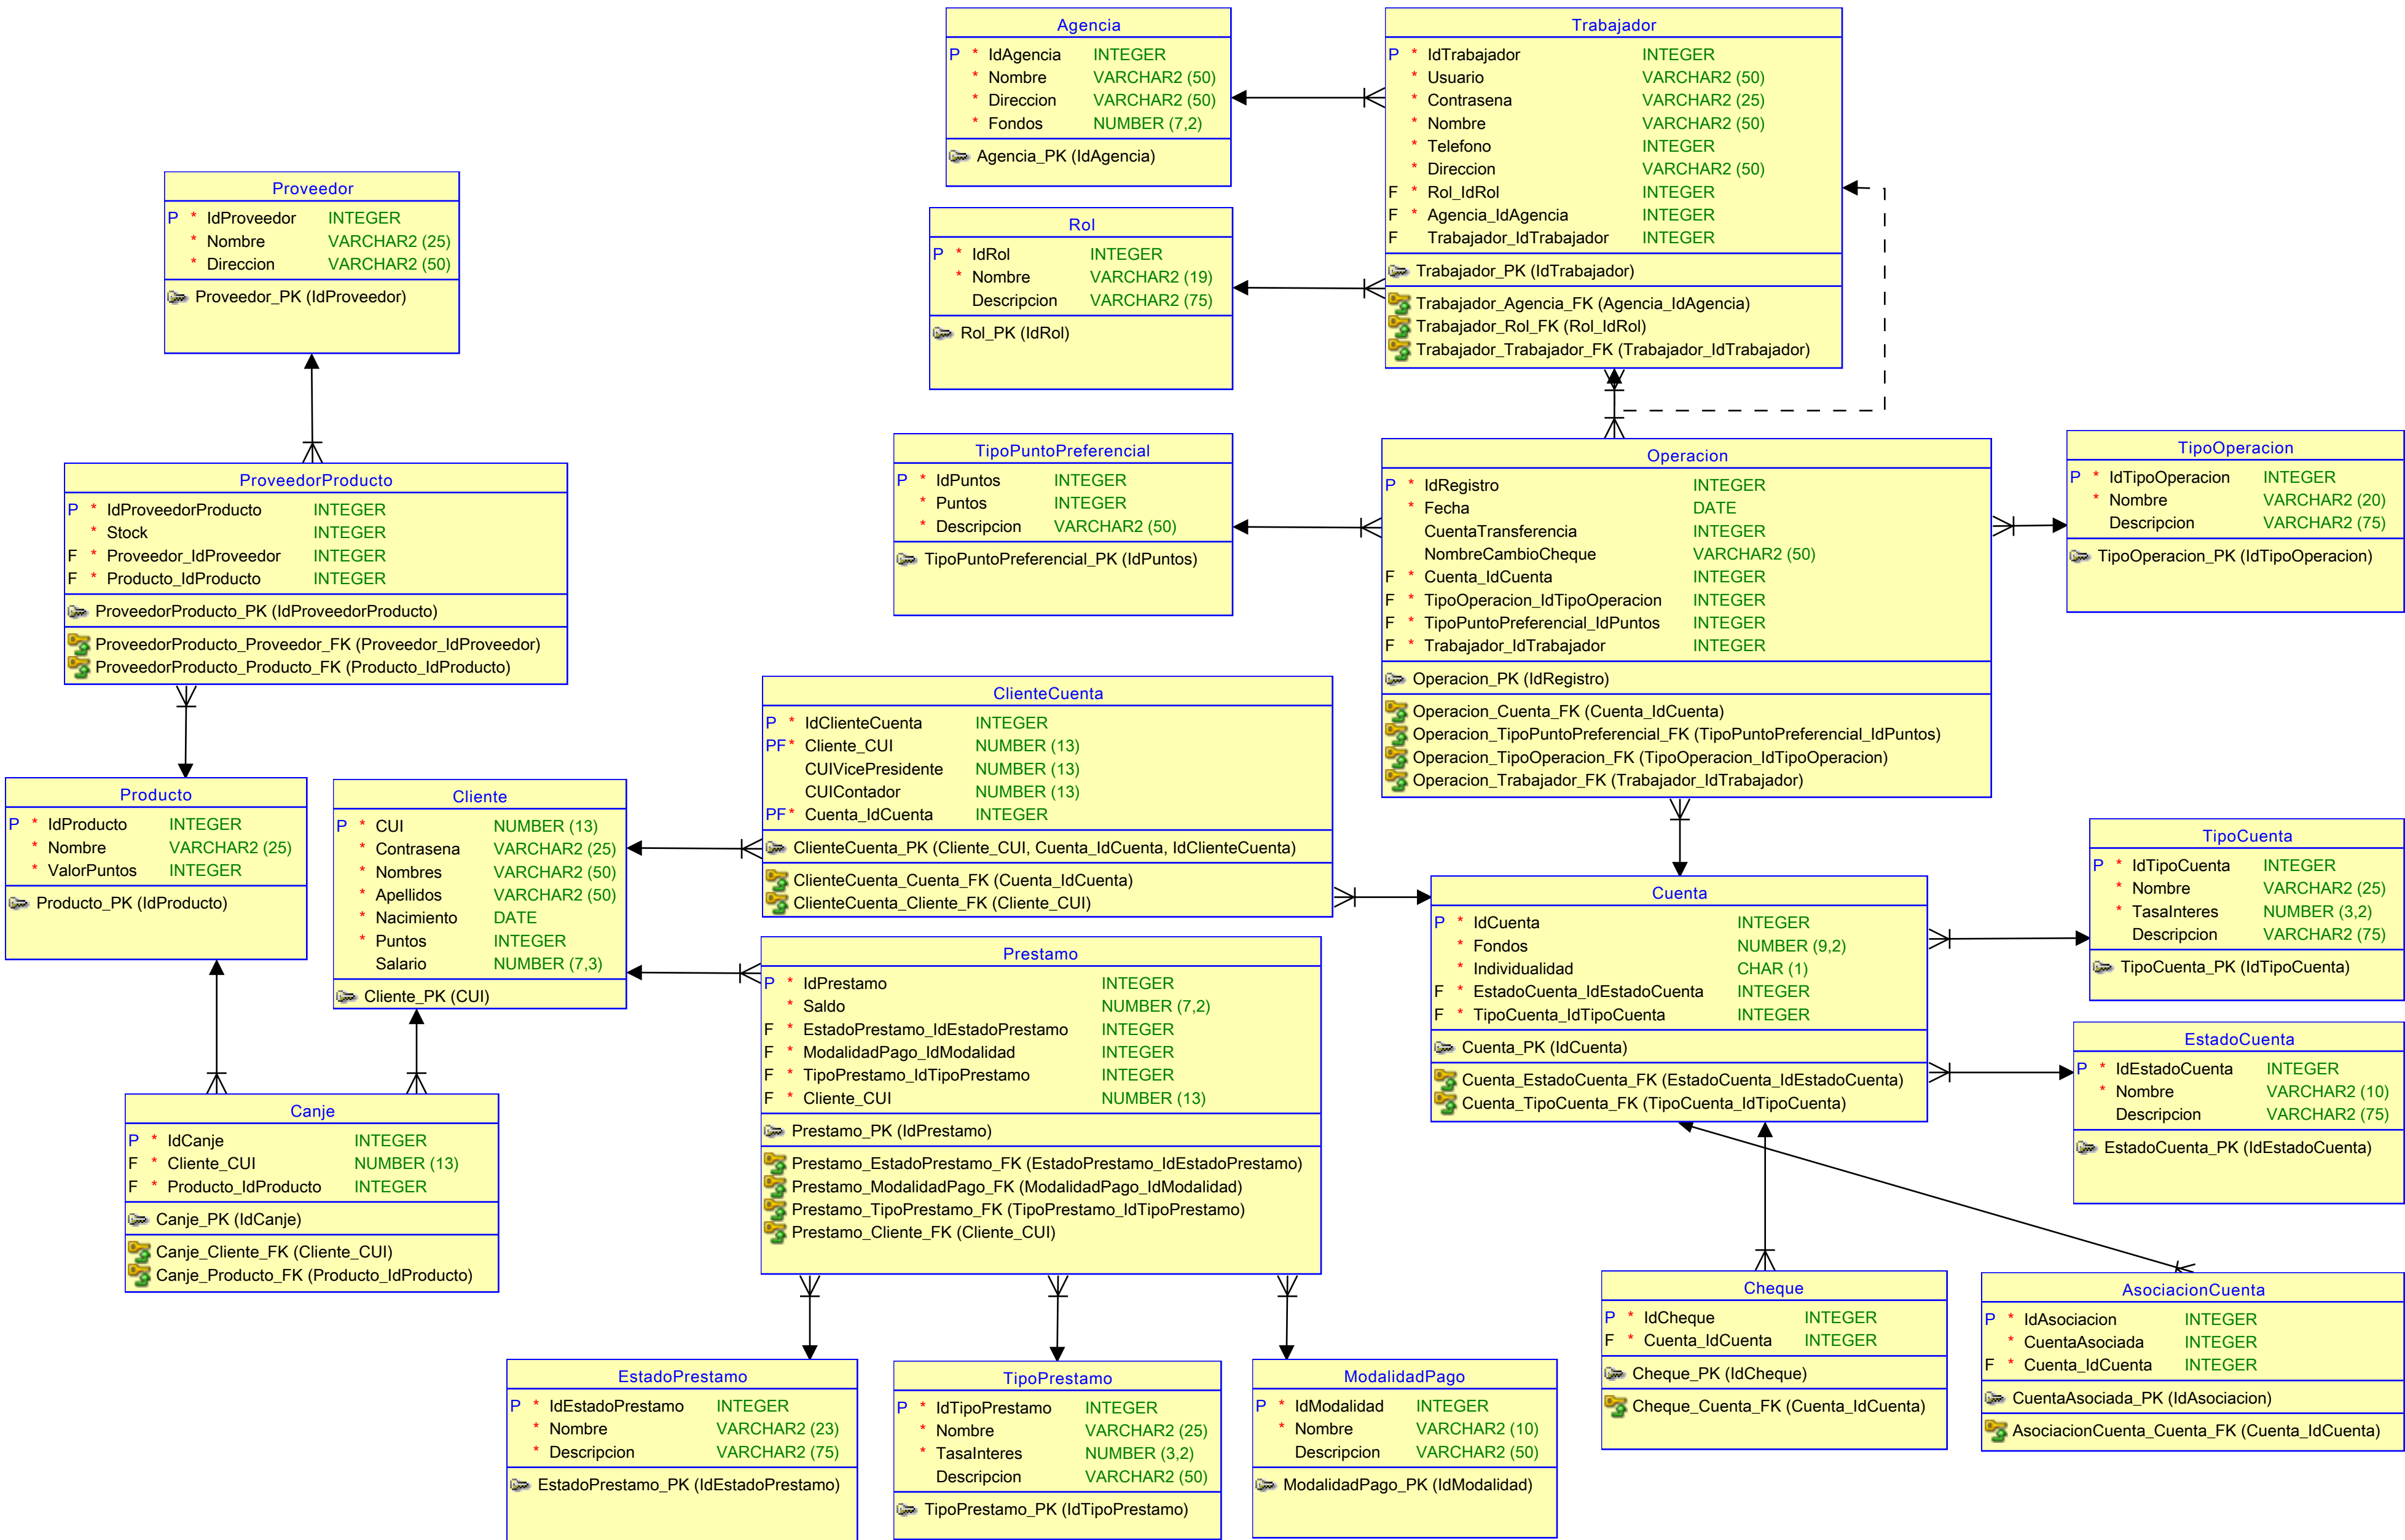 Agencia
P * IdAgencia INTEGER
* Nombre VARCHAR2 (50)
* Direccion VARCHAR2 (50)
* Fondos NUMBER (7,2)
Agencia_PK (IdAgencia)
Trabajador
P * IdTrabajador INTEGER
* Usuario VARCHAR2 (50)
* Contrasena VARCHAR2 (25)
* Nombre VARCHAR2 (50)
* Telefono INTEGER
* Direccion VARCHAR2 (50)
F * Rol_IdRol INTEGER
F * Agencia_IdAgencia INTEGER
F Trabajador_IdTrabajador INTEGER
Trabajador_PK (IdTrabajador)
Trabajador_Agencia_FK (Agencia_IdAgencia)
Trabajador_Rol_FK (Rol_IdRol)
Trabajador_Trabajador_FK (Trabajador_IdTrabajador)
Proveedor
P * IdProveedor INTEGER
* Nombre VARCHAR2 (25)
* Direccion VARCHAR2 (50)
Proveedor_PK (IdProveedor)
Rol
P * IdRol INTEGER
* Nombre VARCHAR2 (19)
Descripcion VARCHAR2 (75)
Rol_PK (IdRol)
ProveedorProducto
P * IdProveedorProducto INTEGER
* Stock INTEGER
F * Proveedor_IdProveedor INTEGER
F * Producto_IdProducto INTEGER
ProveedorProducto_PK (IdProveedorProducto)
ProveedorProducto_Proveedor_FK (Proveedor_IdProveedor)
ProveedorProducto_Producto_FK (Producto_IdProducto)
TipoPuntoPreferencial
P * IdPuntos INTEGER
* Puntos INTEGER
* Descripcion VARCHAR2 (50)
TipoPuntoPreferencial_PK (IdPuntos)
Operacion
P * IdRegistro INTEGER
* Fecha DATE
CuentaTransferencia INTEGER
NombreCambioCheque VARCHAR2 (50)
F * Cuenta_IdCuenta INTEGER
F * TipoOperacion_IdTipoOperacion INTEGER
F * TipoPuntoPreferencial_IdPuntos INTEGER
F * Trabajador_IdTrabajador INTEGER
Operacion_PK (IdRegistro)
Operacion_Cuenta_FK (Cuenta_IdCuenta)
Operacion_TipoPuntoPreferencial_FK (TipoPuntoPreferencial_IdPuntos)
Operacion_TipoOperacion_FK (TipoOperacion_IdTipoOperacion)
Operacion_Trabajador_FK (Trabajador_IdTrabajador)
TipoOperacion
P * IdTipoOperacion INTEGER
* Nombre VARCHAR2 (20)
Descripcion VARCHAR2 (75)
TipoOperacion_PK (IdTipoOperacion)
Producto
P * IdProducto INTEGER
* Nombre VARCHAR2 (25)
* ValorPuntos INTEGER
Producto_PK (IdProducto)
Cliente
P * CUI NUMBER (13)
* Contrasena VARCHAR2 (25)
* Nombres VARCHAR2 (50)
* Apellidos VARCHAR2 (50)
* Nacimiento DATE
* Puntos INTEGER
Salario NUMBER (7,3)
Cliente_PK (CUI)
ClienteCuenta
P * IdClienteCuenta INTEGER
PF* Cliente_CUI NUMBER (13)
CUIVicePresidente NUMBER (13)
CUIContador NUMBER (13)
PF* Cuenta_IdCuenta INTEGER
ClienteCuenta_PK (Cliente_CUI, Cuenta_IdCuenta, IdClienteCuenta)
ClienteCuenta_Cuenta_FK (Cuenta_IdCuenta)
ClienteCuenta_Cliente_FK (Cliente_CUI)
Cuenta
P * IdCuenta INTEGER
* Fondos NUMBER (9,2)
* Individualidad CHAR (1)
F * EstadoCuenta_IdEstadoCuenta INTEGER
F * TipoCuenta_IdTipoCuenta INTEGER
Cuenta_PK (IdCuenta)
Cuenta_EstadoCuenta_FK (EstadoCuenta_IdEstadoCuenta)
Cuenta_TipoCuenta_FK (TipoCuenta_IdTipoCuenta)
TipoCuenta
P * IdTipoCuenta INTEGER
* Nombre VARCHAR2 (25)
* TasaInteres NUMBER (3,2)
Descripcion VARCHAR2 (75)
TipoCuenta_PK (IdTipoCuenta)
Prestamo
P * IdPrestamo INTEGER
* Saldo NUMBER (7,2)
F * EstadoPrestamo_IdEstadoPrestamo INTEGER
F * ModalidadPago_IdModalidad INTEGER
F * TipoPrestamo_IdTipoPrestamo INTEGER
F * Cliente_CUI NUMBER (13)
Prestamo_PK (IdPrestamo)
Prestamo_EstadoPrestamo_FK (EstadoPrestamo_IdEstadoPrestamo)
Prestamo_ModalidadPago_FK (ModalidadPago_IdModalidad)
Prestamo_TipoPrestamo_FK (TipoPrestamo_IdTipoPrestamo)
Prestamo_Cliente_FK (Cliente_CUI)
EstadoCuenta
P * IdEstadoCuenta INTEGER
* Nombre VARCHAR2 (10)
Descripcion VARCHAR2 (75)
EstadoCuenta_PK (IdEstadoCuenta)
Canje
P * IdCanje INTEGER
F * Cliente_CUI NUMBER (13)
F * Producto_IdProducto INTEGER
Canje_PK (IdCanje)
Canje_Cliente_FK (Cliente_CUI)
Canje_Producto_FK (Producto_IdProducto)
Cheque
P * IdCheque INTEGER
F * Cuenta_IdCuenta INTEGER
Cheque_PK (IdCheque)
Cheque_Cuenta_FK (Cuenta_IdCuenta)
AsociacionCuenta
P * IdAsociacion INTEGER
* CuentaAsociada INTEGER
F * Cuenta_IdCuenta INTEGER
CuentaAsociada_PK (IdAsociacion)
AsociacionCuenta_Cuenta_FK (Cuenta_IdCuenta)
EstadoPrestamo
P * IdEstadoPrestamo INTEGER
* Nombre VARCHAR2 (23)
* Descripcion VARCHAR2 (75)
EstadoPrestamo_PK (IdEstadoPrestamo)
TipoPrestamo
P * IdTipoPrestamo INTEGER
* Nombre VARCHAR2 (25)
* TasaInteres NUMBER (3,2)
Descripcion VARCHAR2 (50)
TipoPrestamo_PK (IdTipoPrestamo)
ModalidadPago
P * IdModalidad INTEGER
* Nombre VARCHAR2 (10)
Descripcion VARCHAR2 (50)
ModalidadPago_PK (IdModalidad)